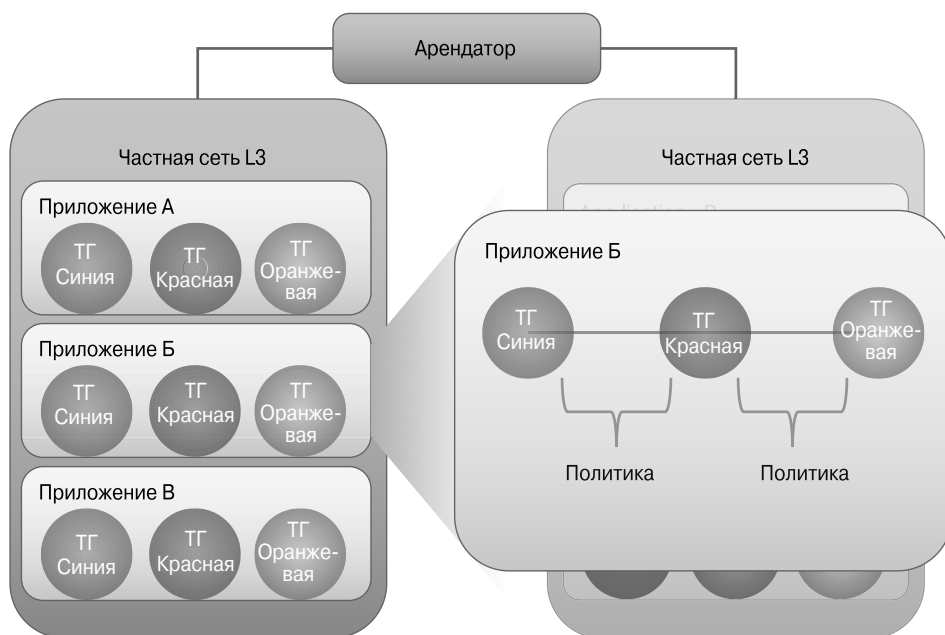 Арендатор
Частная сеть L3
Приложение А
ТГ
Синия
ТГ
Красная
ТГ
Оранже-
вая
Приложение Б
ТГ
Синия
ТГ
Красная
ТГ
Оранже-
вая
Приложение В
ТГ
Синия
ТГ
Красная
ТГ
Оранже-
вая
Частная сеть L3
Приложение Б
ТГ
Синия
ТГ
Красная
ТГ
Оранже-
вая
Политика
Политика